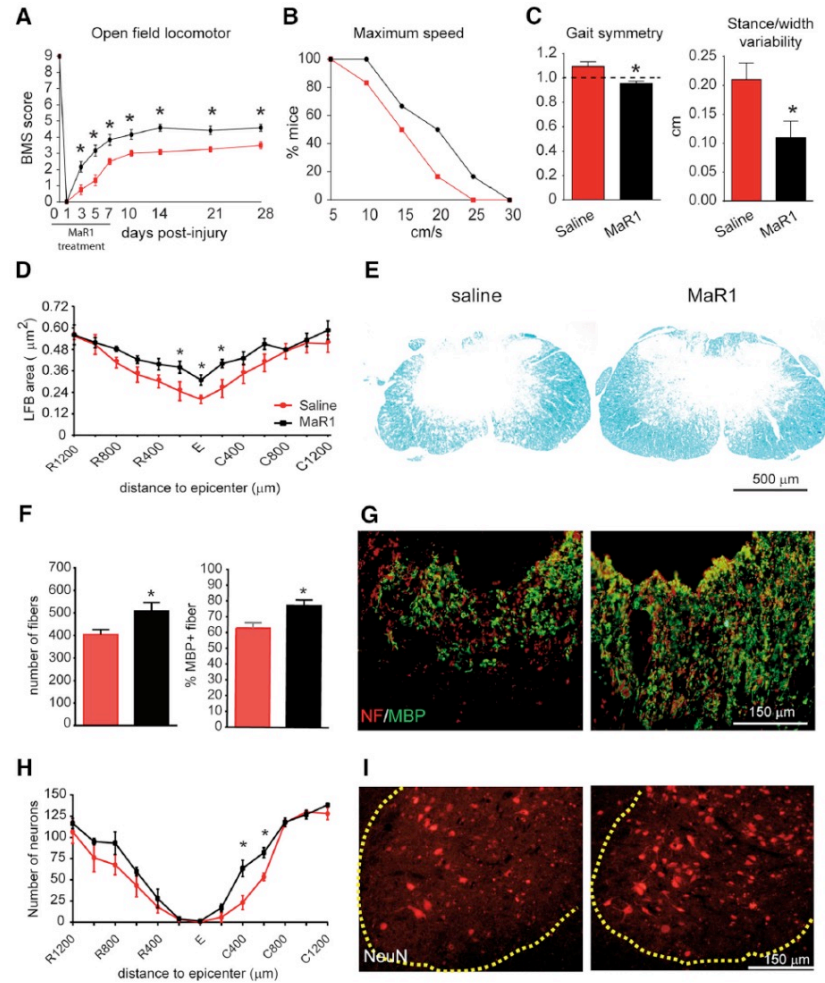 A
Open field locomotor
BMS score
9
8
7
6
5
4
3
2
1
0
* * * * * * *
0 1 3 5 7 10 14 21 28
MaR1
treatment
days post-injury
B
Maximum speed
% mice
100
80
60
40
20
0
5 10 15 20 25 30
cm/s
C
Gait symmetry
1.2
1.0
0.8
0.6
0.4
0.2
0
*
Saline
MaR1
Stance/width
variability
cm
0.25
0.20
0.15
0.10
0.05
0.00
*
Saline
MaR1
D
LFB area ( μm2)
0.72
0.60
0.48
0.36
0.24
0.12
0
* * *
Saline
MaR1
R1200 R800 R400 E C400 C800 C1200
distance to epicenter (μm)
E
saline
MaR1
500 μm
F
number of fibers
700
600
500
400
300
200
100
0
*
% MBP+ fiber
100
90
80
70
60
50
40
30
20
10
0
*
G
NF/MBP
150 μm
H
Number of neurons
150
125
100
75
50
25
0
* *
R1200 R800 R400 E C400 C800 C1200
distance to epicenter (μm)
I
NeuN
150 μm